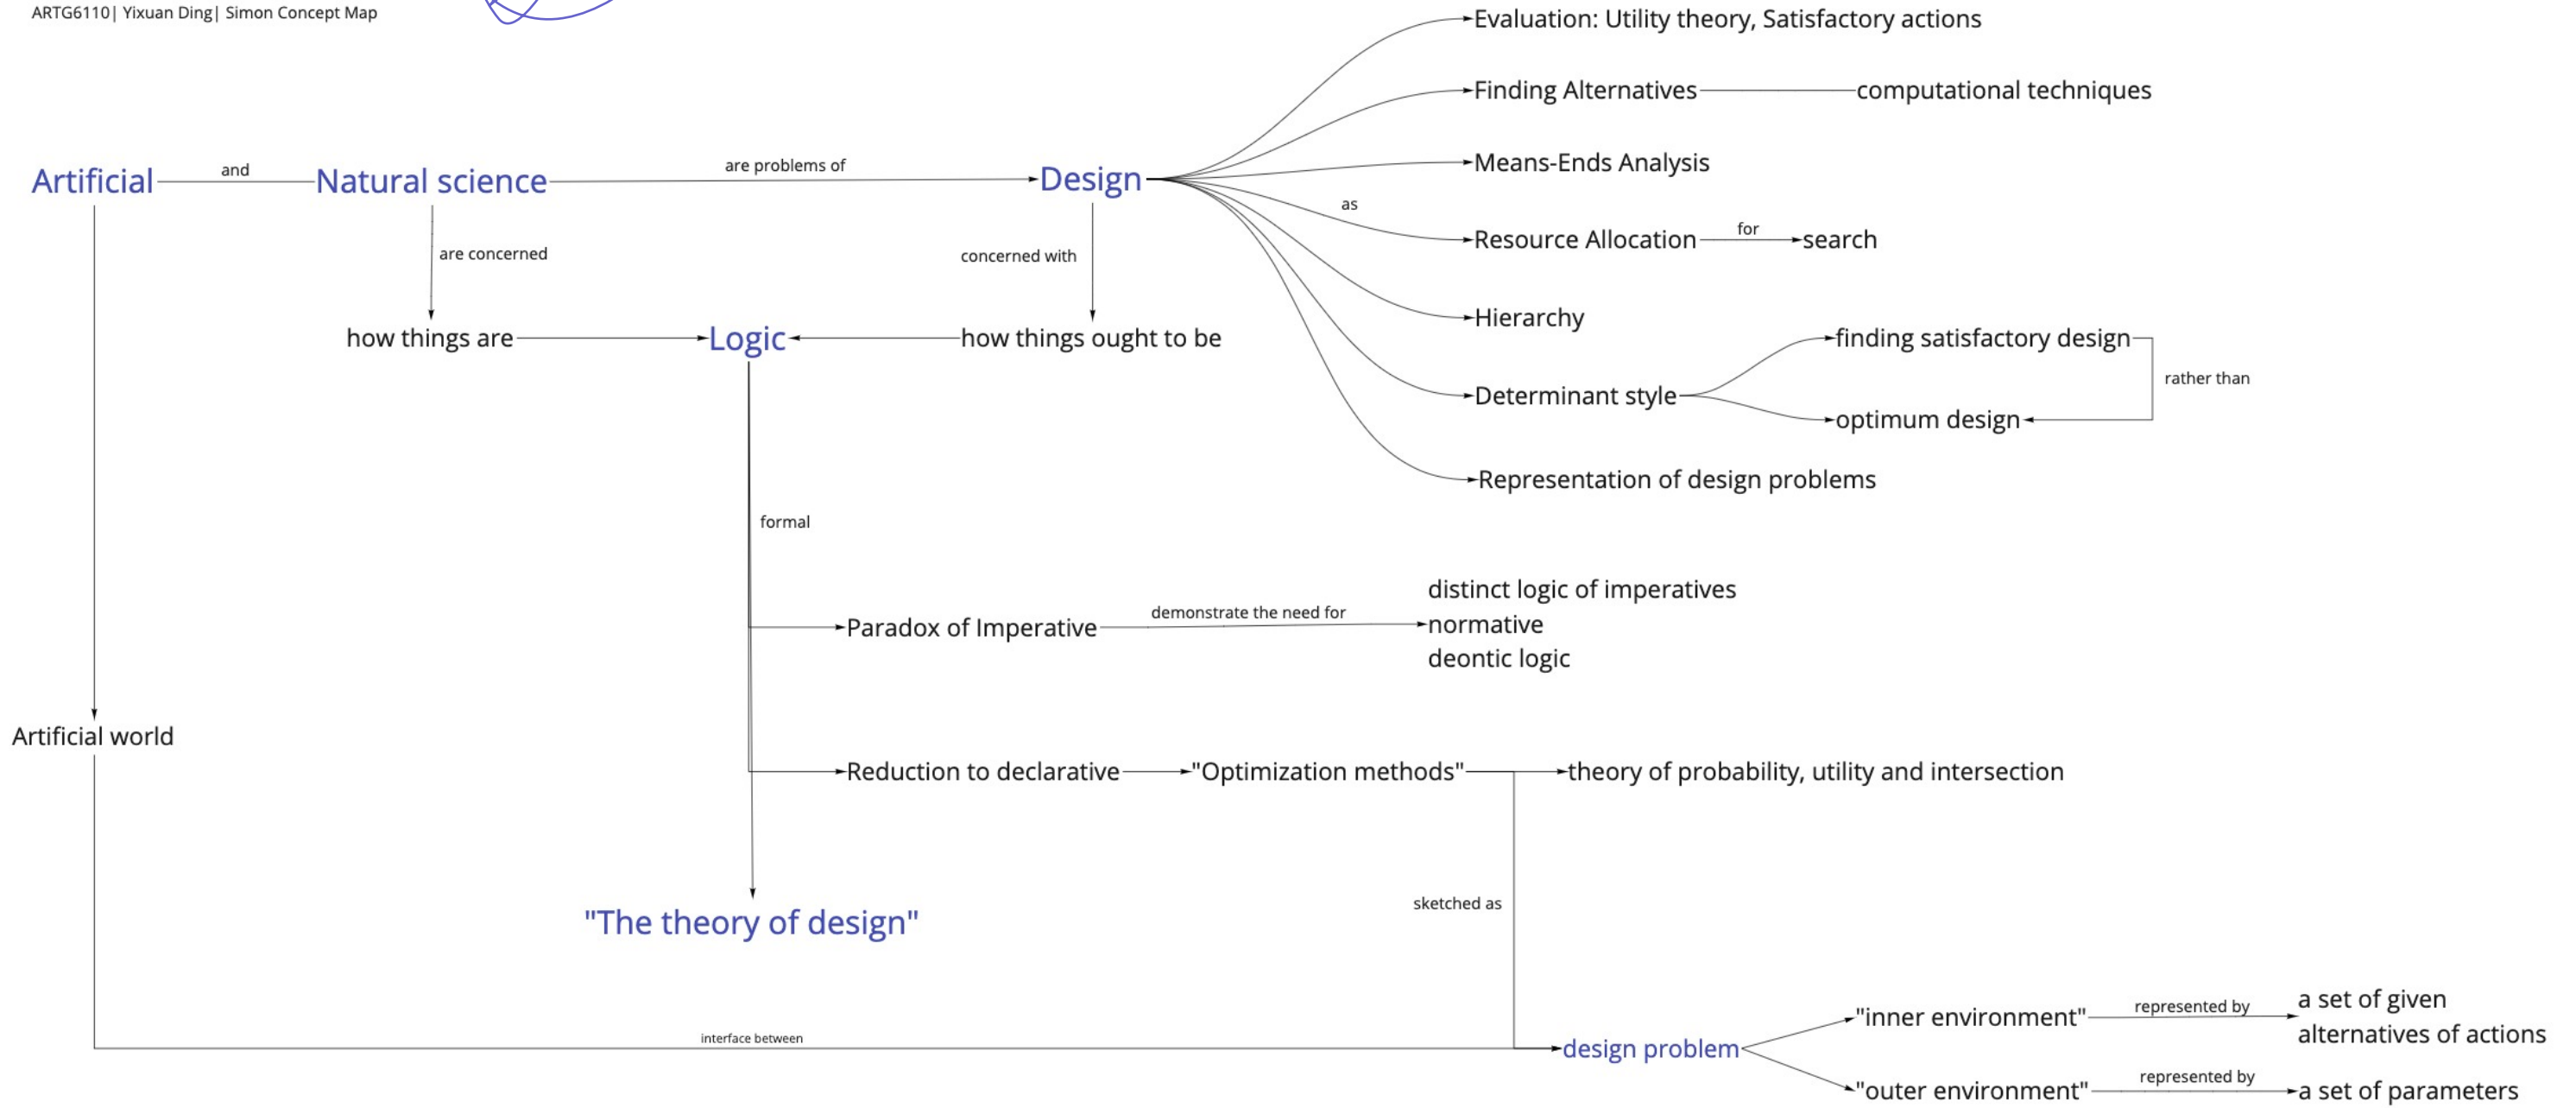 ARTG6110| Yixuan Ding| Simon Concept Map
Evaluation: Utility theory, Satisfactory actions
Finding Alternatives
computational techniques
Artificial
and
Natural science
are problems of
Design
Means-Ends Analysis
as
Resource Allocation
for
search
are concerned
concerned with
how things are
Logic
how things ought to be
Hierarchy
finding satisfactory design
rather than
Determinant style
optimum design
Representation of design problems
formal
Paradox of Imperative
demonstrate the need for
distinct logic of imperatives
normative
deontic logic
Artificial world
Reduction to declarative
"Optimization methods"
theory of probability, utility and intersection
sketched as
"The theory of design"
interface between
design problem
"inner environment"
represented by
a set of given
alternatives of actions
"outer environment"
represented by
a set of parameters